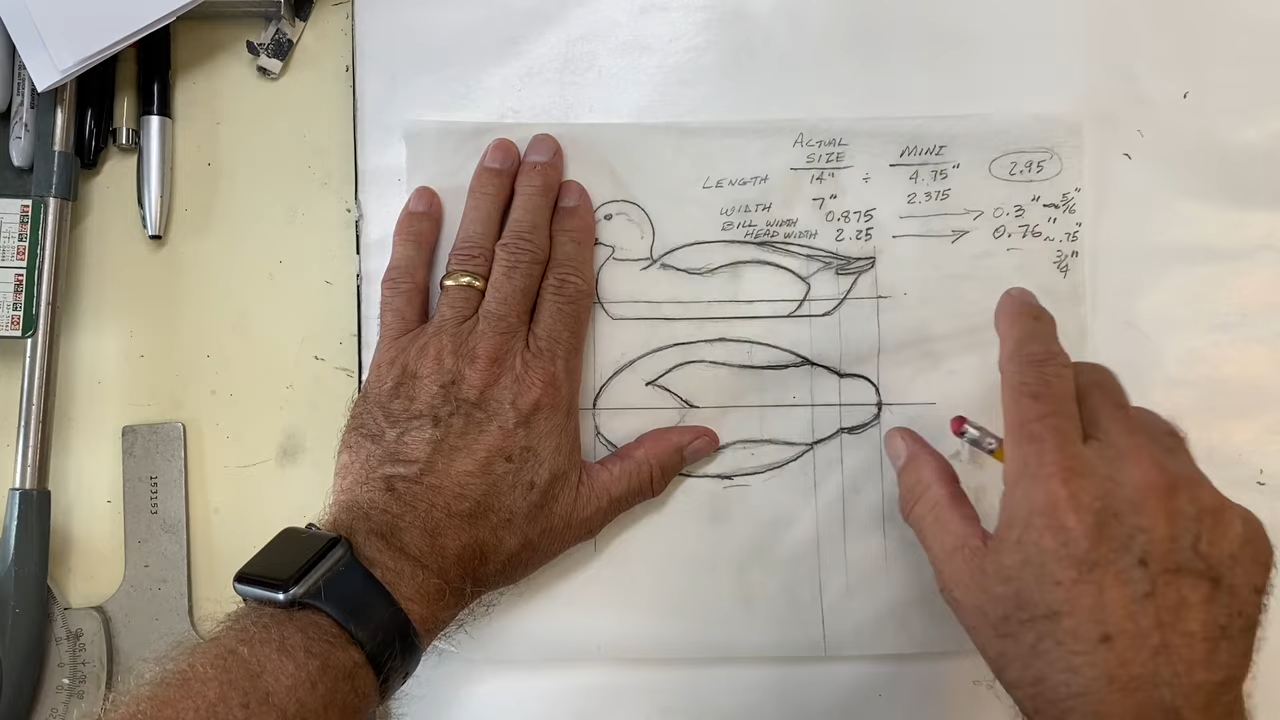 ACTUAL
SIZE MINI 2.95
LENGTH 14" ÷ 4.75"
WIDTH 7" 2.375
BILL WIDTH 0.875 → 0.3" ~ 5/16"
HEAD WIDTH 2.25 → 0.76" ~ .75"
3/4"
153153